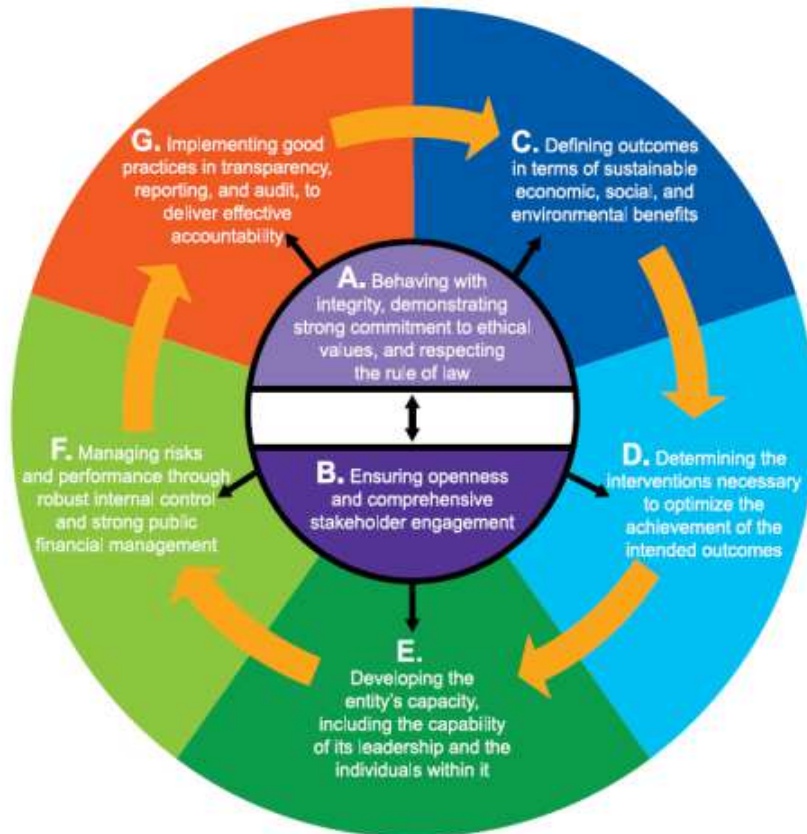 A. Behaving with
integrity, demonstrating
strong commitment to ethical
values, and respecting
the rule of law
B. Ensuring openness
and comprehensive
stakeholder engagement
C. Defining outcomes
in terms of sustainable
economic, social, and
environmental benefits
D. Determining the
interventions necessary
to optimize the
achievement of the
intended outcomes
E.
Developing the
entity's capacity,
including the capability
of its leadership and the
individuals within it
F. Managing risks
and performance through
robust internal control
and strong public
financial management
G. Implementing good
practices in transparency,
reporting, and audit, to
deliver effective
accountability